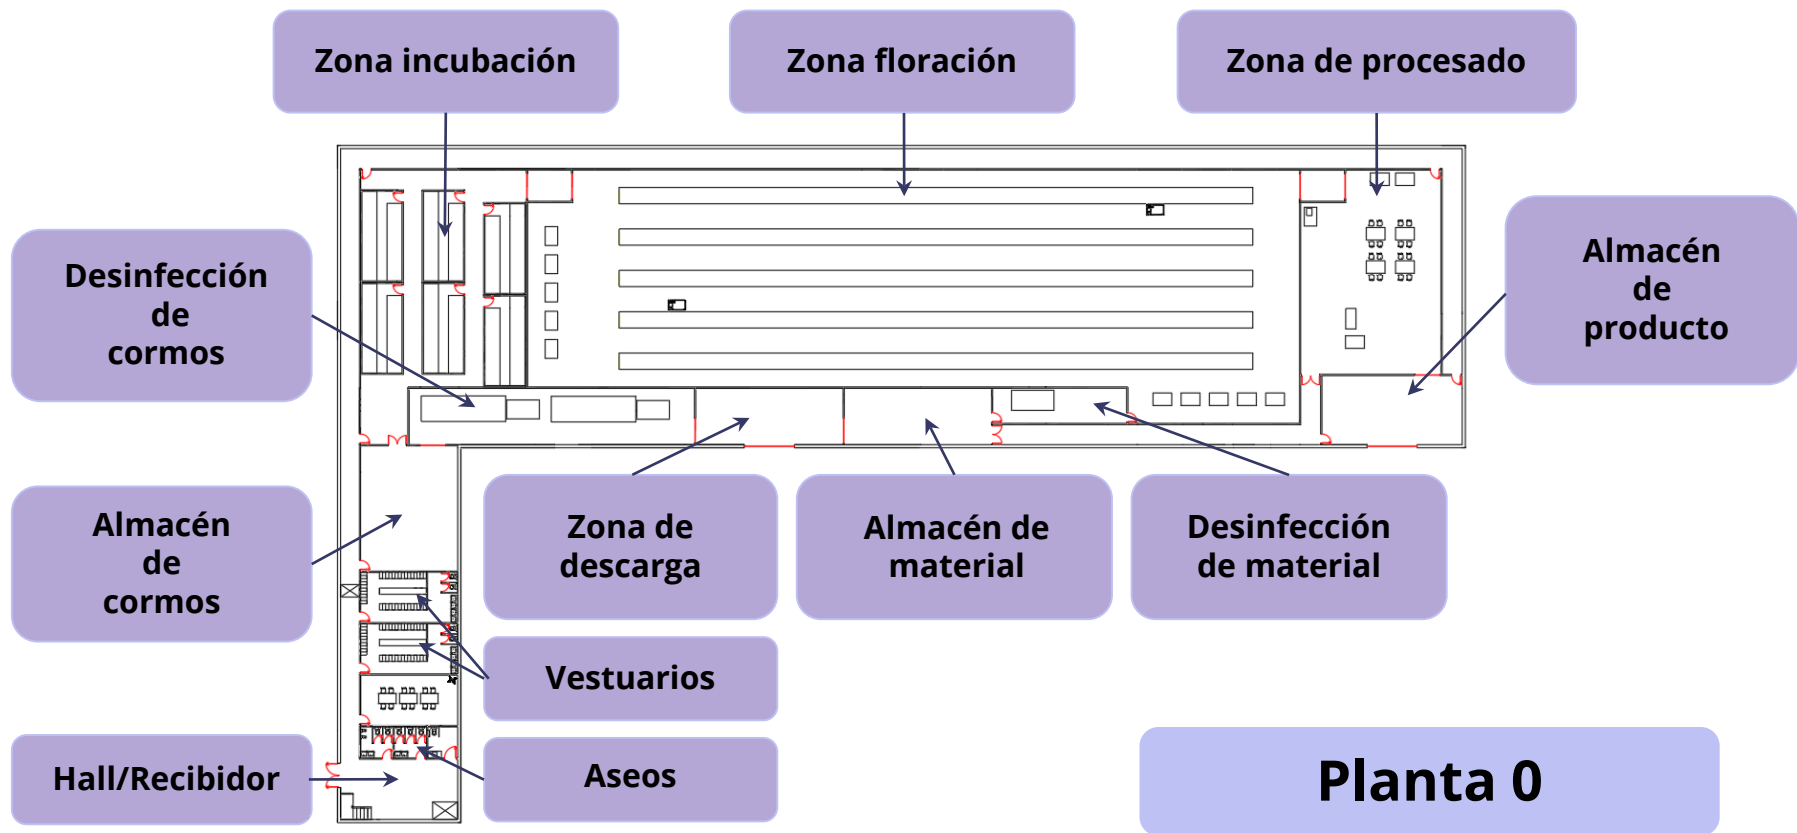 Zona incubación
Zona floración
Zona de procesado
Desinfección
de
cormos
Almacén
de
producto
Almacén
de
cormos
Zona de
descarga
Almacén de
material
Desinfección
de material
Vestuarios
Hall/Recibidor
Aseos
Planta 0